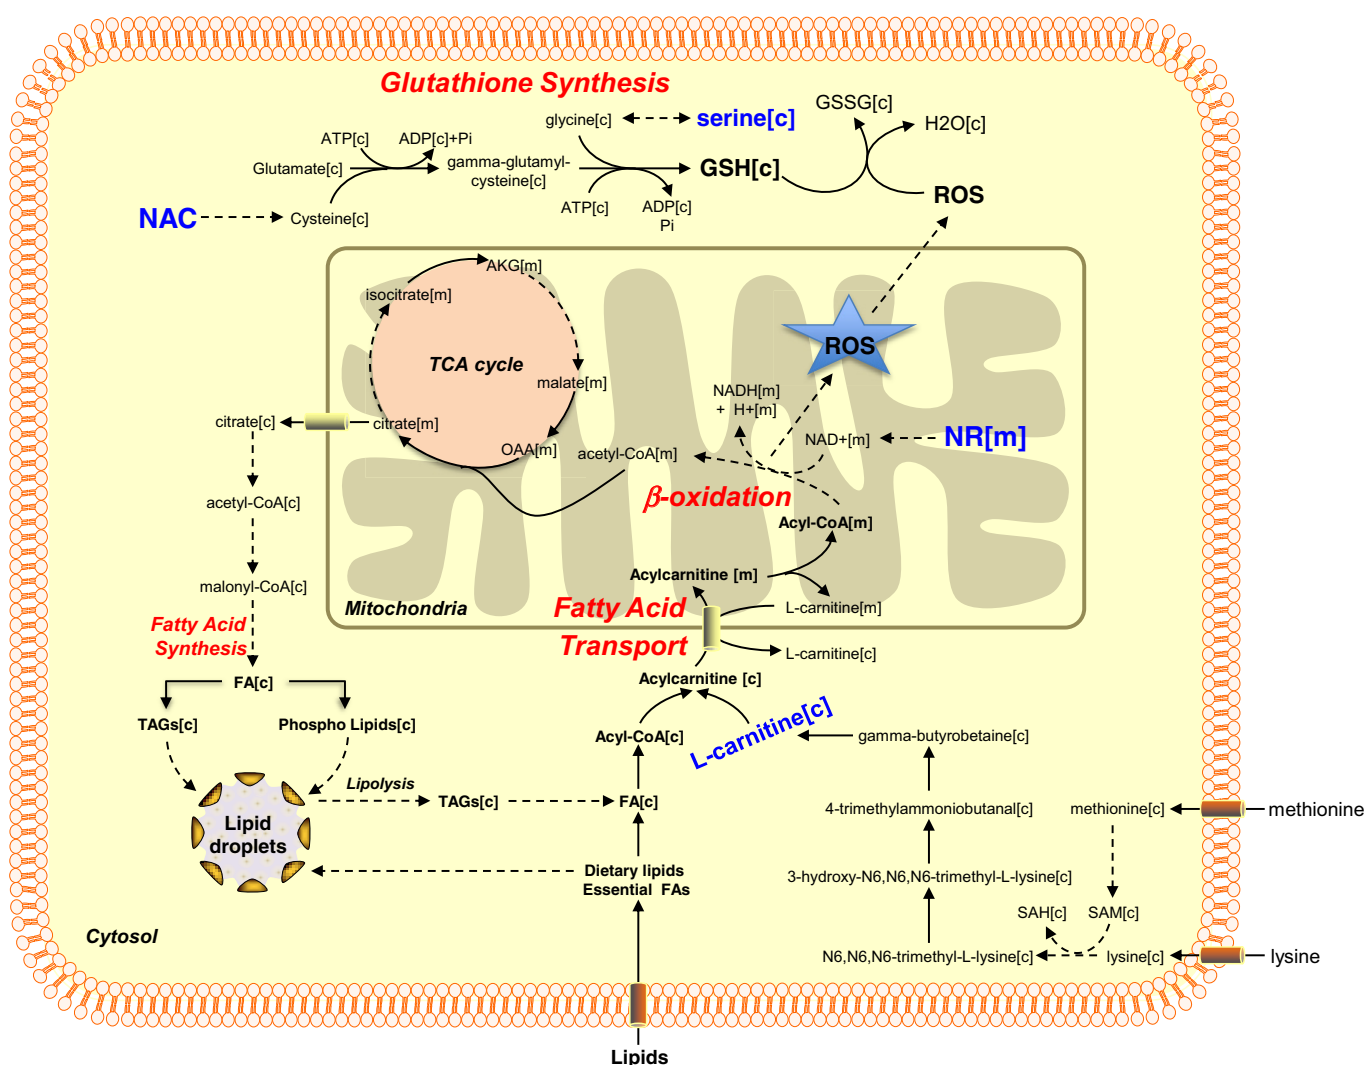 Glutathione Synthesis
glycine[c]
serine[c]
GSSG[c]
H2O[c]
ATP[c]
ADP[c]+Pi
Glutamate[c]
gamma-glutamyl-
cysteine[c]
GSH[c]
ROS
ATP[c]
ADP[c]
Pi
NAC
Cysteine[c]
AKG[m]
isocitrate[m]
TCA cycle
malate[m]
citrate[m]
OAA[m]
ROS
NADH[m]
+ H+[m]
NAD+[m]
NR[m]
acetyl-CoA[m]
β-oxidation
Acyl-CoA[m]
Acylcarnitine [m]
L-carnitine[m]
Mitochondria
Fatty Acid
Transport
L-carnitine[c]
citrate[c]
acetyl-CoA[c]
malonyl-CoA[c]
Fatty Acid
Synthesis
FA[c]
TAGs[c]
Phospho Lipids[c]
Lipid
droplets
Lipolysis
TAGs[c]
FA[c]
Acylcarnitine [c]
Acyl-CoA[c]
L-carnitine[c]
Dietary lipids
Essential FAs
gamma-butyrobetaine[c]
4-trimethylammoniobutanal[c]
3-hydroxy-N6,N6,N6-trimethyl-L-lysine[c]
N6,N6,N6-trimethyl-L-lysine[c]
methionine[c]
methionine
SAH[c]
SAM[c]
lysine[c]
lysine
Cytosol
Lipids